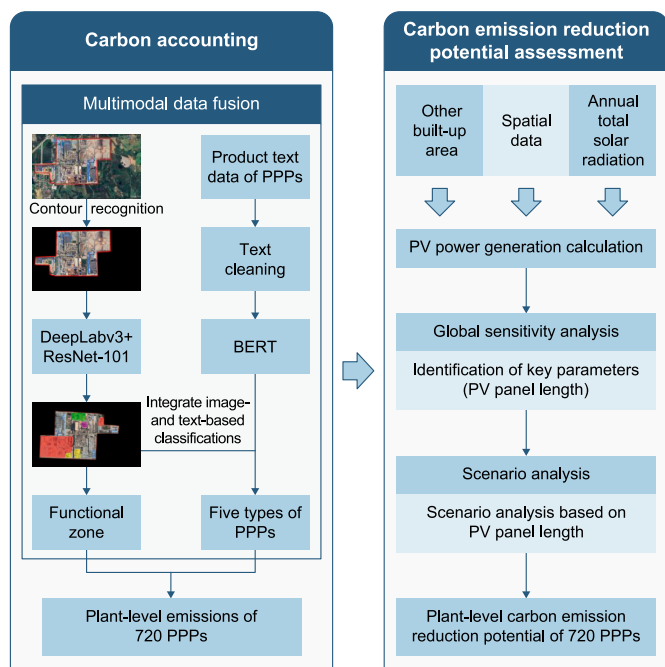 Carbon accounting
Multimodal data fusion
Contour recognition
DeepLabv3+
ResNet-101
Functional
zone
Product text
data of PPPs
Text
cleaning
BERT
Integrate image-
and text-based
classifications
Five types of
PPPs
Plant-level emissions of
720 PPPs
Carbon emission reduction
potential assessment
Other
built-up
area
Spatial
data
Annual
total
solar
radiation
PV power generation calculation
Global sensitivity analysis
Identification of key parameters
(PV panel length)
Scenario analysis
Scenario analysis based on
PV panel length
Plant-level carbon emission
reduction potential of 720 PPPs